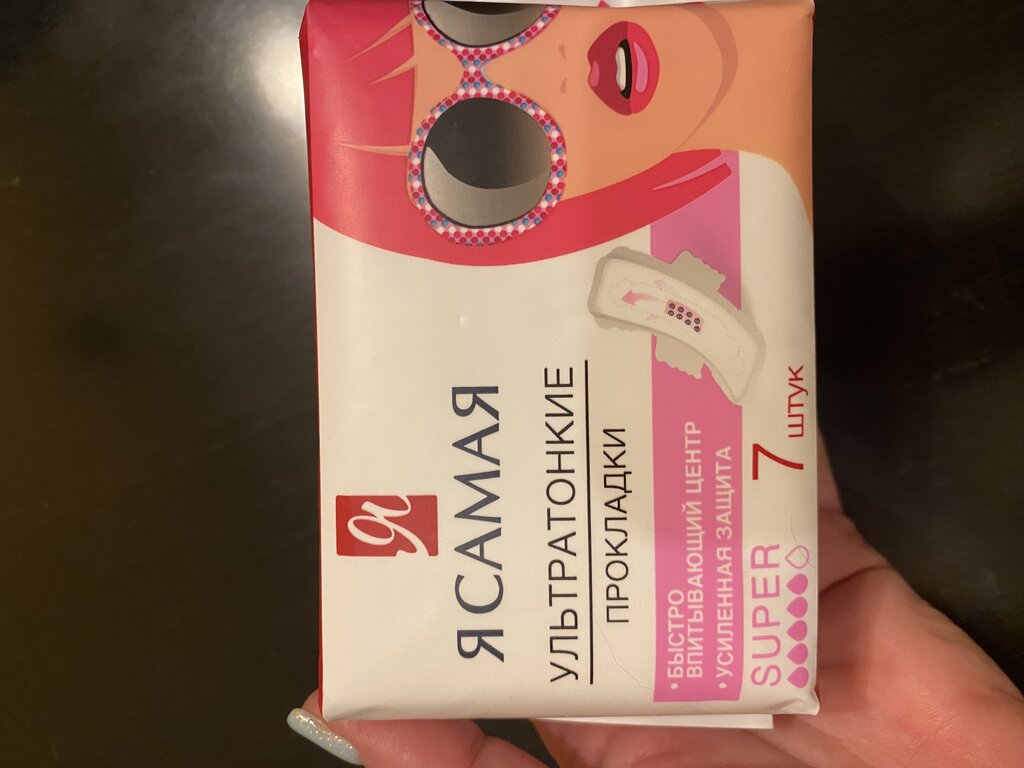 Я
Я САМАЯ
УЛЬТРАТОНКИЕ
ПРОКЛАДКИ
• БЫСТРО
ВПИТЫВАЮЩИЙ ЦЕНТР
• УСИЛЕННАЯ ЗАЩИТА
SUPER
7 штук